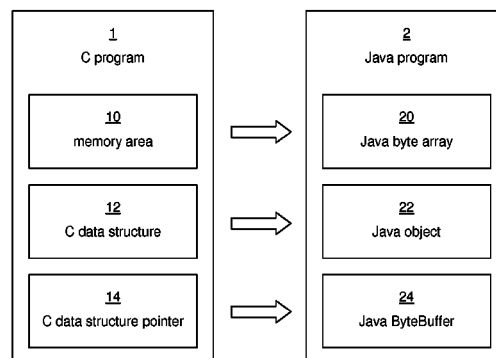 1
C program
10
memory area
12
C data structure
14
C data structure pointer
2
Java program
20
Java byte array
22
Java object
24
Java ByteBuffer